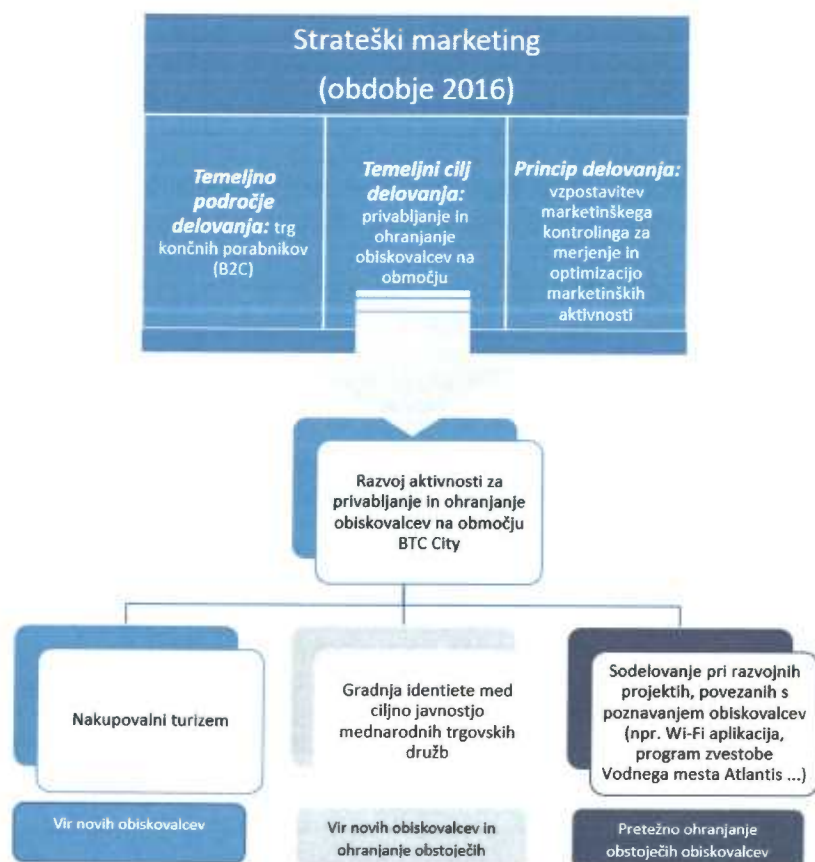 Strateški marketing
(obdobje 2016)
Temeljno
področje
delovanja: trg
končnih porabnikov
(B2C)
Temeljni cilj
delovanja:
privabljanje in
ohranjanje
obiskovalcev na
območju
Princip delovanja:
vzpostavitev
marketinškega
kontrolinga za
merjenje in
optimizacijo
marketinških
aktivnosti
Razvoj aktivnosti za
privabljanje in ohranjanje
obiskovalcev na območju
BTC City
Nakupovalni turizem
Vir novih obiskovalcev
Gradnja identiete med
ciljno javnostjo
mednarodnih trgovskih
družb
Vir novih obiskovalcev in
ohranjanje obstoječih
Sodelovanje pri razvojnih
projektih, povezanih s
poznavanjem obiskovalcev
(npr. Wi-Fi aplikacija,
program zvestobe
Vodnega mesta Atlantis ...)
Pretežno ohranjanje
obstoječih obiskovalcev